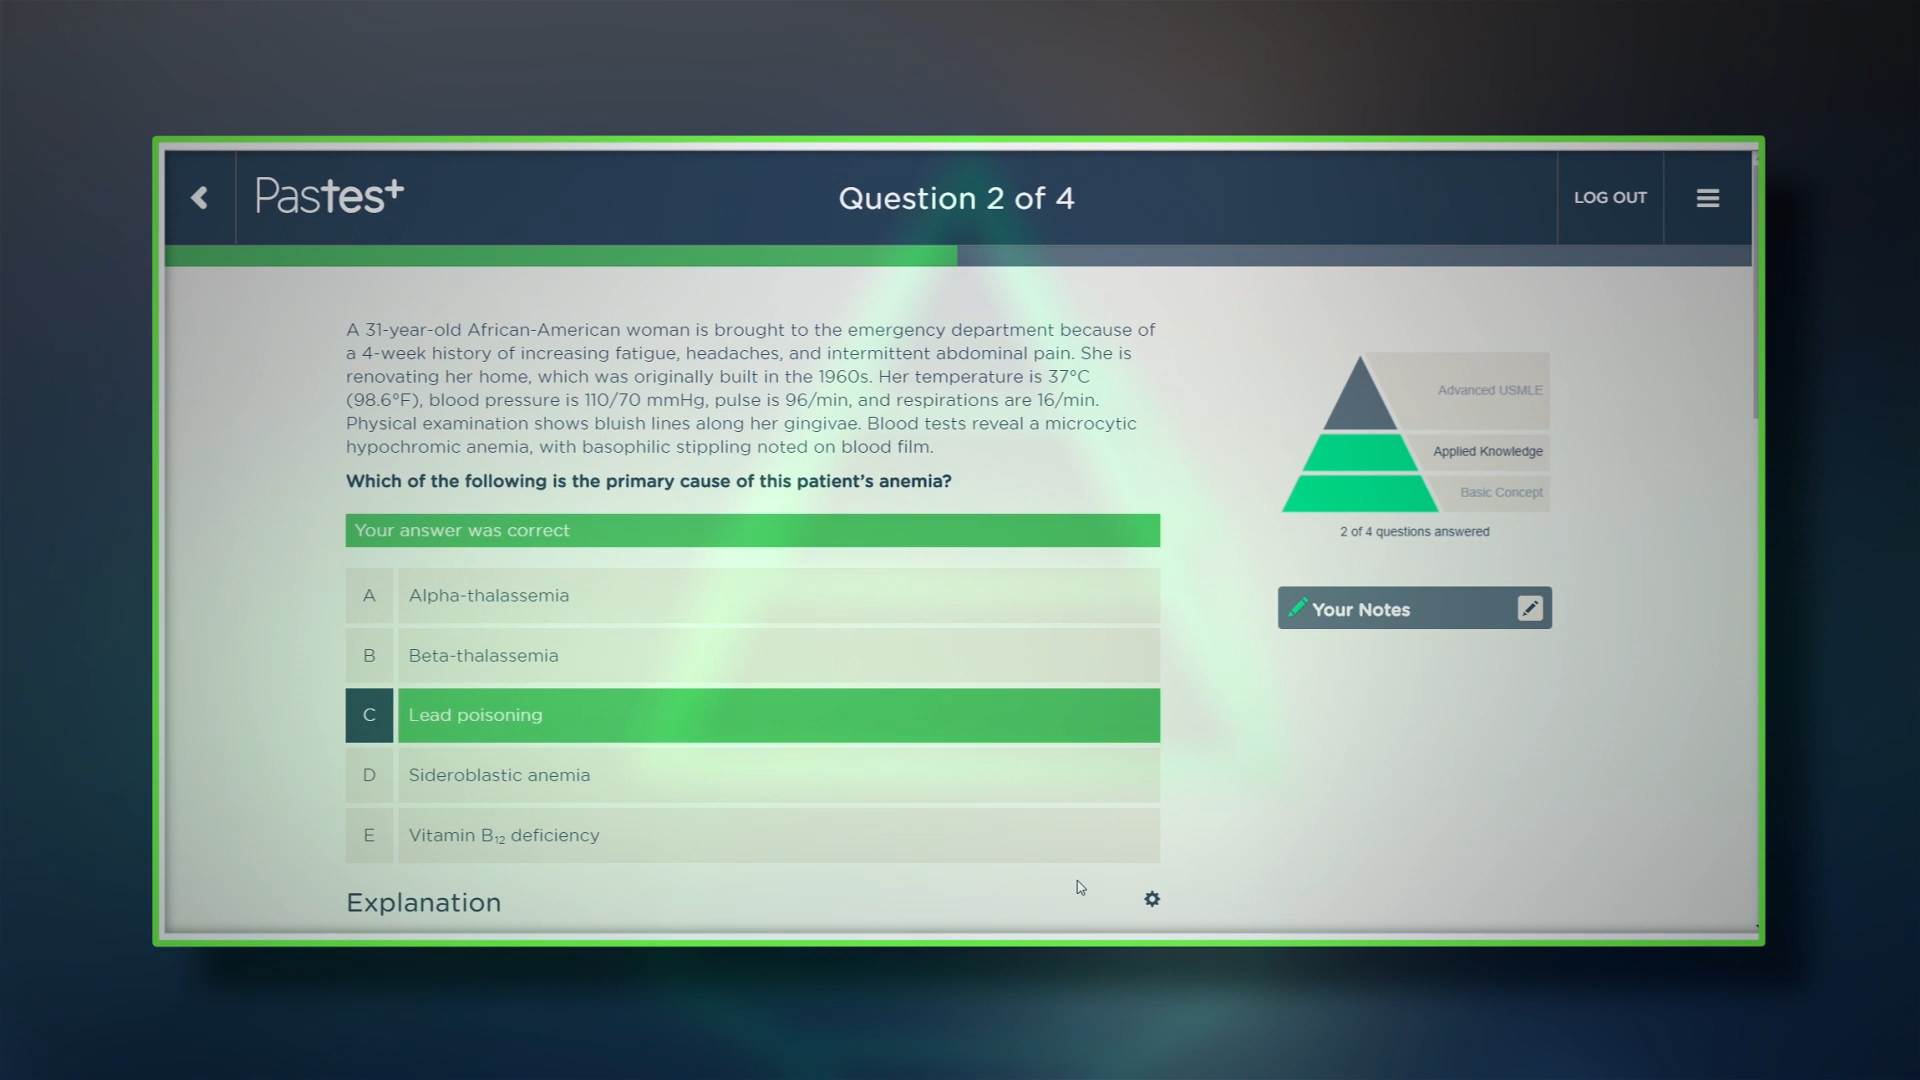 Pastest
Question 2 of 4
LOG OUT
A 31-year-old African-American woman is brought to the emergency department because of
a 4-week history of increasing fatigue, headaches, and intermittent abdominal pain. She is
renovating her home, which was originally built in the 1960s. Her temperature is 37°C
(98.6°F), blood pressure is 110/70 mmHg, pulse is 96/min, and respirations are 16/min.
Physical examination shows bluish lines along her gingivae. Blood tests reveal a microcytic
hypochromic anemia, with basophilic stippling noted on blood film.
Which of the following is the primary cause of this patient's anemia?
Your answer was correct
A Alpha-thalassemia
B Beta-thalassemia
C Lead poisoning
D Sideroblastic anemia
E Vitamin B₁₂ deficiency
Explanation
Advanced USMLE
Applied Knowledge
Basic Concept
2 of 4 questions answered
Your Notes